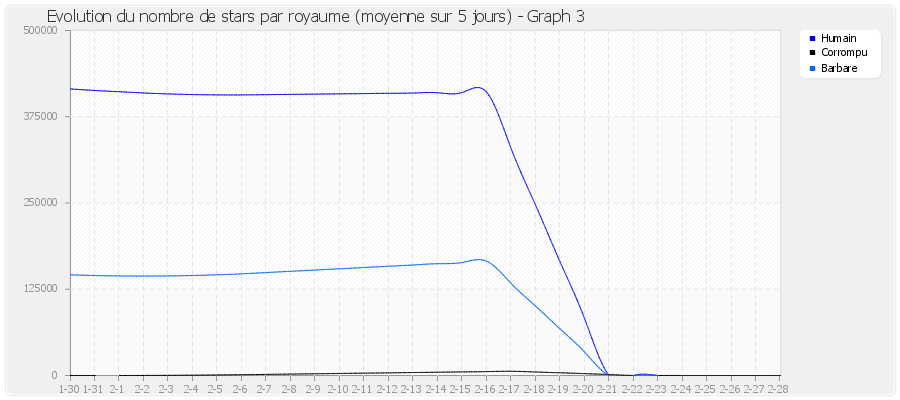 Evolution du nombre de stars par royaume (moyenne sur 5 jours) - Graph 3
500000
375000
250000
125000
0
Humain
Corrompu
Barbare
1-30 1-31 2-1 2-2 2-3 2-4 2-5 2-6 2-7 2-8 2-9 2-10 2-11 2-12 2-13 2-14 2-15 2-16 2-17 2-18 2-19 2-20 2-21 2-22 2-23 2-24 2-25 2-26 2-27 2-28